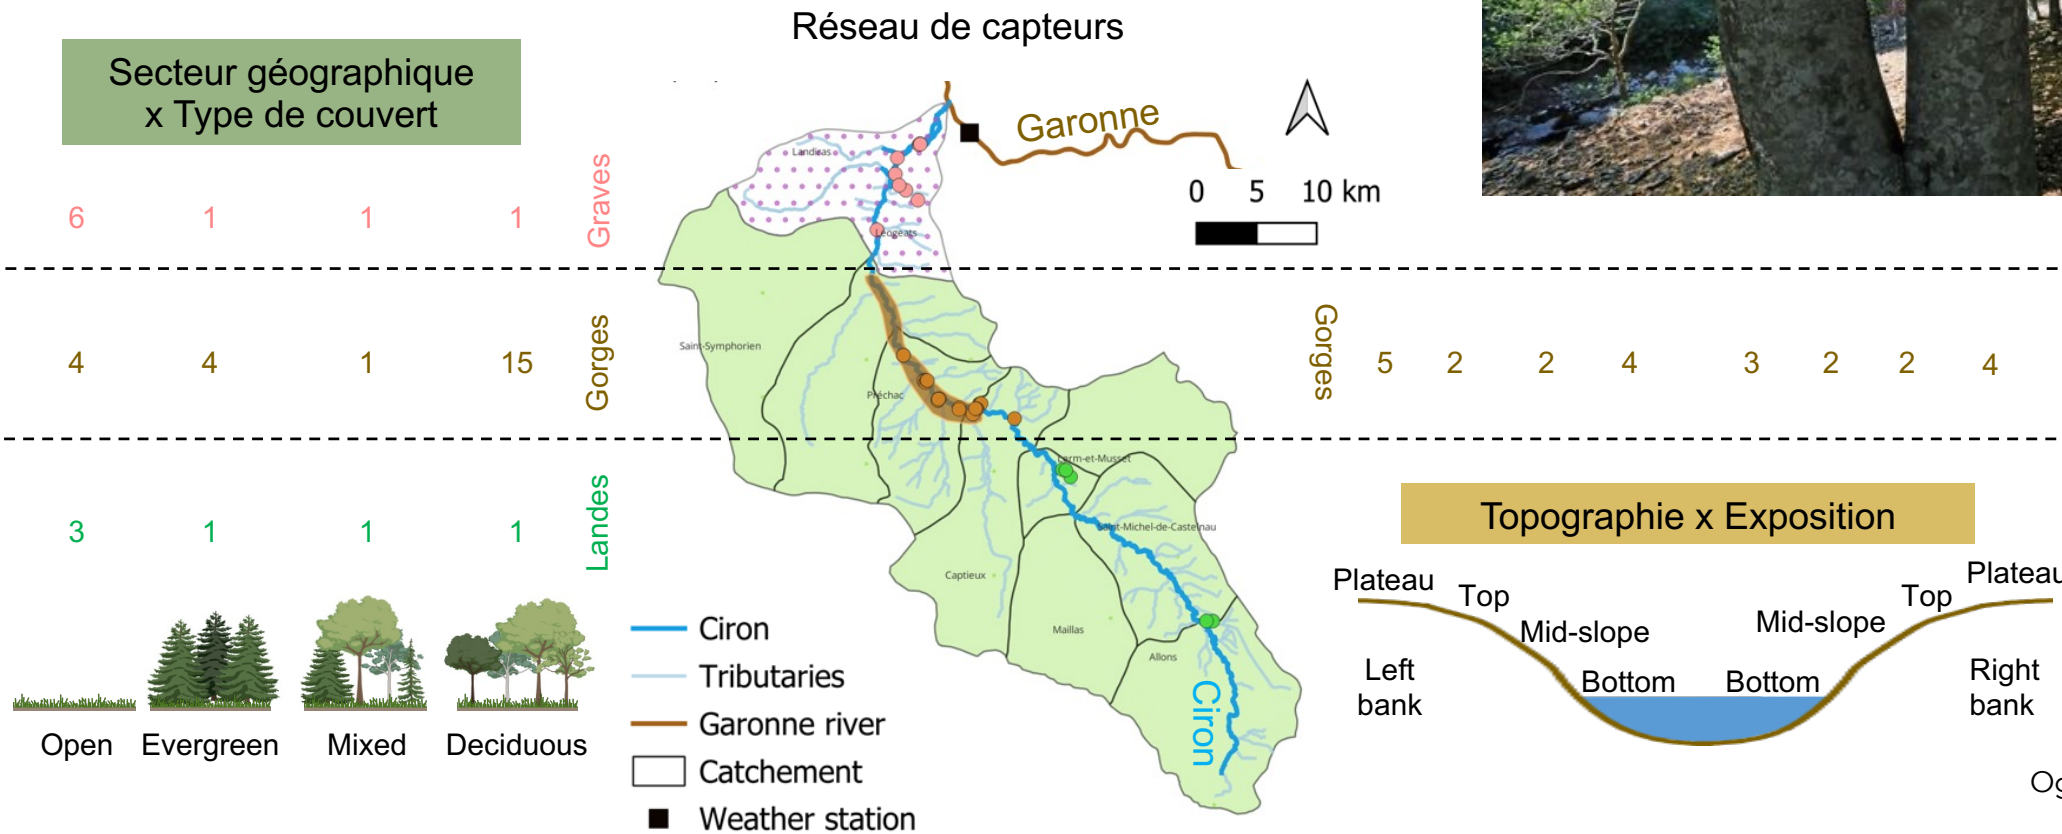 Réseau de capteurs
Secteur géographique
x Type de couvert
Garonne
0 5 10 km
Landiras
Léogeats
6 1 1 1
Graves
Saint-Symphorien
Préchac
4 4 1 15
Gorges
Gorges
5 2 2 4 3 2 2 4
Lerm-et-Musset
Saint-Michel-de-Castelnau
Captieux
Maillas
Allons
Ciron
3 1 1 1
Landes
Open Evergreen Mixed Deciduous
Ciron
Tributaries
Garonne river
Catchement
Weather station
Topographie x Exposition
Plateau Top Mid-slope Bottom Bottom Mid-slope Top Plateau
Left
bank
Right
bank
Og